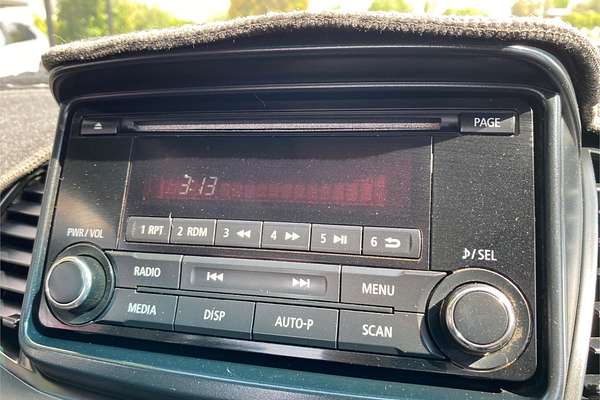 PAGE
3:13
1 RPT 2 RDM 3 ◄◄ 4 ►► 5 ►/II 6 ↩
PWR/VOL
♪/SEL
RADIO |◄◄ ►►| MENU
MEDIA DISP AUTO-P SCAN